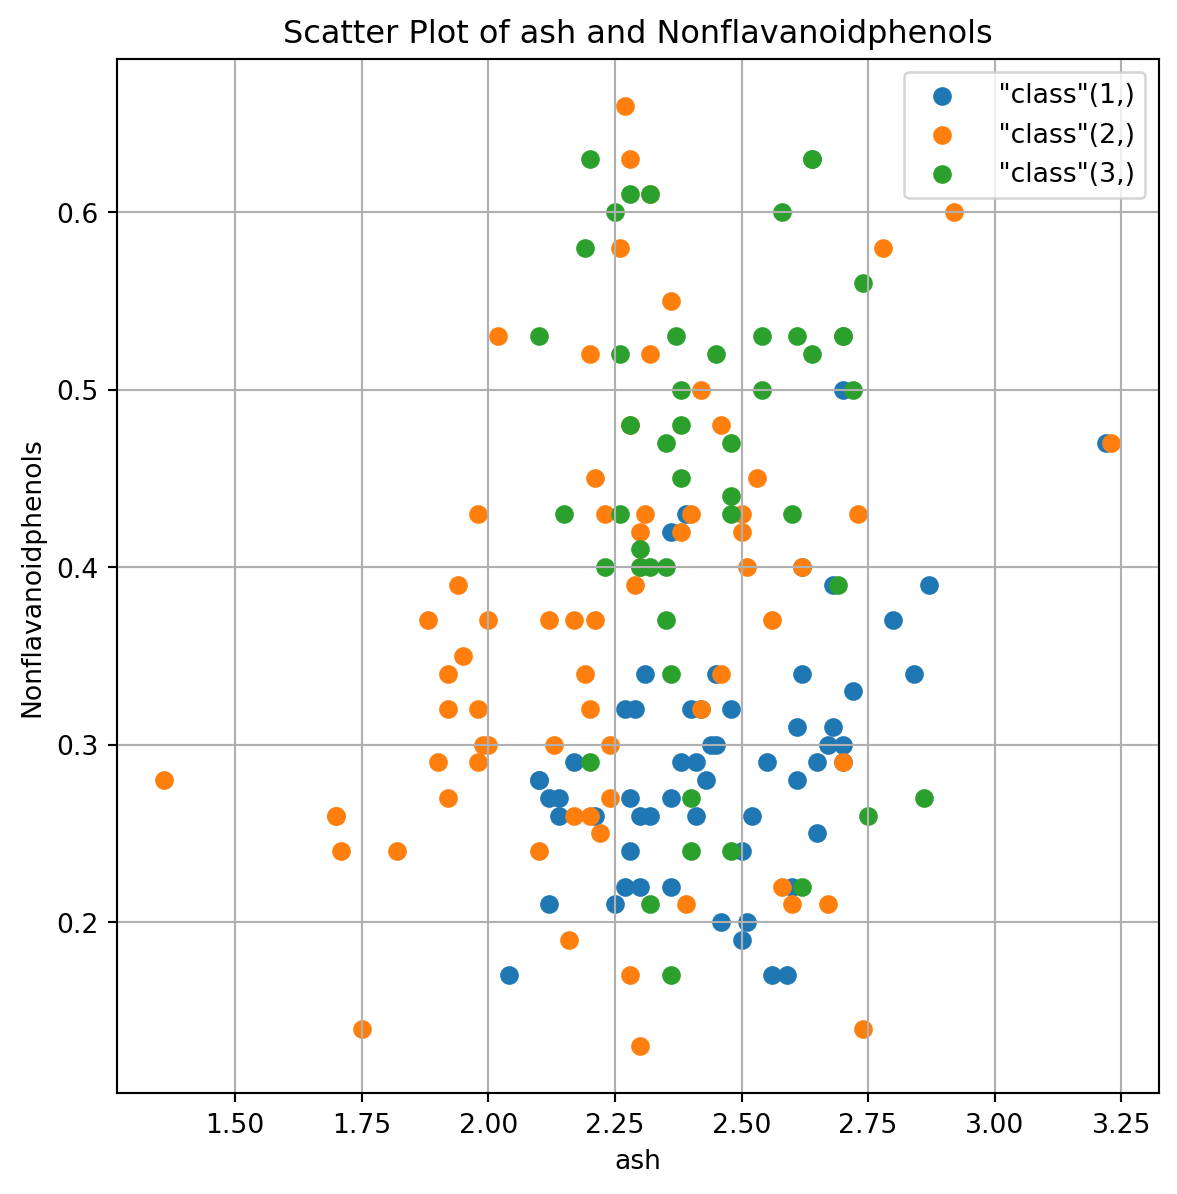 Scatter Plot of ash and Nonflavanoidphenols
"class"(1,)
"class"(2,)
"class"(3,)
Nonflavanoidphenols
0.6
0.5
0.4
0.3
0.2
1.50 1.75 2.00 2.25 2.50 2.75 3.00 3.25
ash